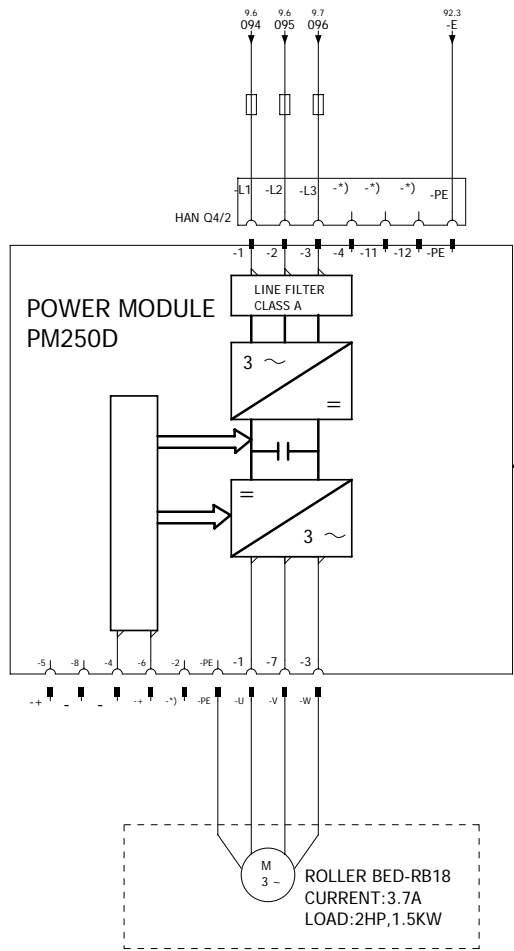 9.6 9.6 9.7 92.3
094 095 096 -E
-L1 -L2 -L3 -*) -*) -*) -PE
HAN Q4/2
-1 -2 -3 -4 -11 -12 -PE
LINE FILTER
CLASS A
POWER MODULE
PM250D
3 ~
=
=
3 ~
-5 -8 -4 -6 -2 -PE -1 -7 -3
-+ - - -+ -*) -PE -U -V -W
M
3 ~
ROLLER BED-RB18
CURRENT:3.7A
LOAD:2HP,1.5KW